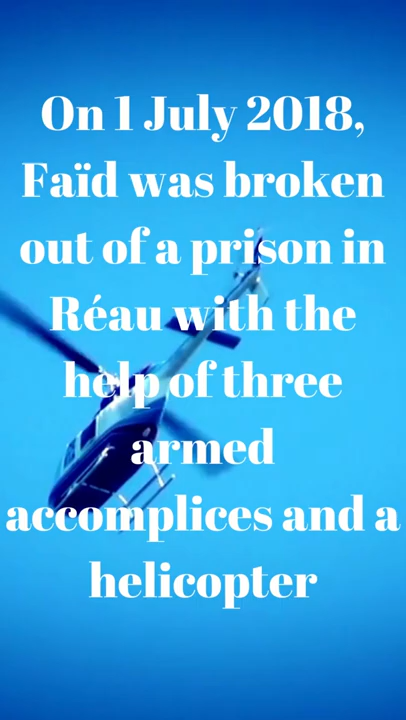 On 1 July 2018,
Faïd was broken
out of a prison in
Réau with the
help of three
armed
accomplices and a
helicopter